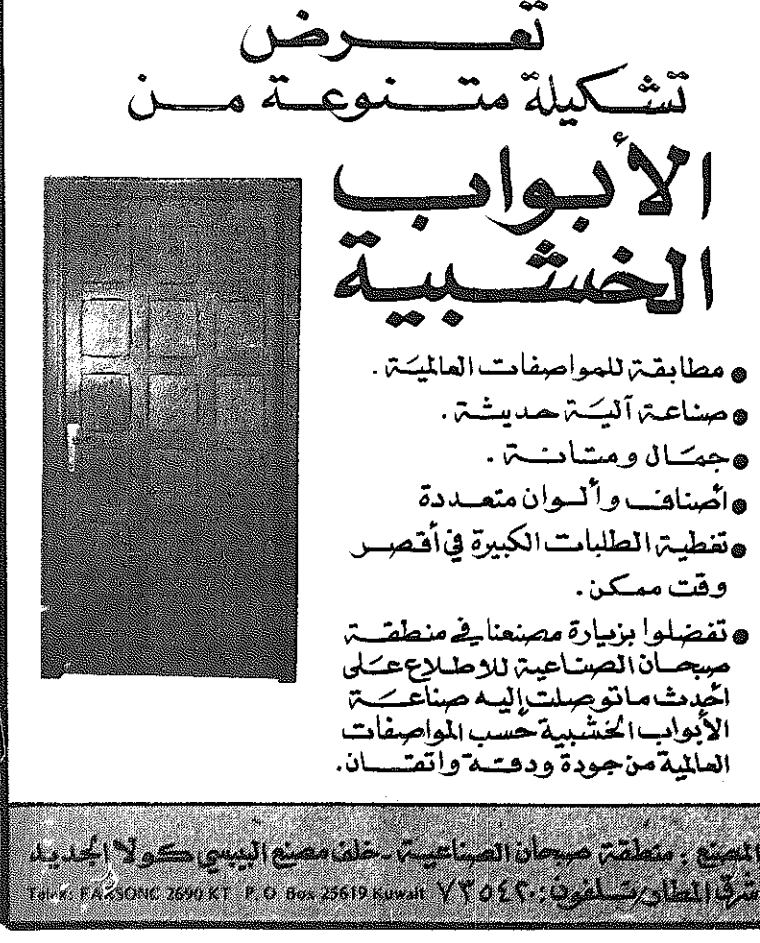 تعرض
تشكيلة متنوعة من
الأبواب
الخشبية
• مطابقة للمواصفات العالمية .
• صناعة آلية حديثة .
• جمال ومتانة .
• أصناف وألوان متعددة
• تغطية الطلبات الكبيرة في أقصر
وقت ممكن .
• تفضلوا بزيارة مصنعنا في منطقة
صبحان الصناعية للاطلاع على
أحدث ماتوصلت إليه صناعة
الأبواب الخشبية حسب المواصفات
العالمية من جودة ودقة واتقان.
المصنع : منطقة صبحان الصناعية - خلف مصنع البيبسي كولا الجديد
شرق المطار تلفون : ٧٣٥٤٢٠ Telex: 2690 KT P. O. Box 25619 Kuwait